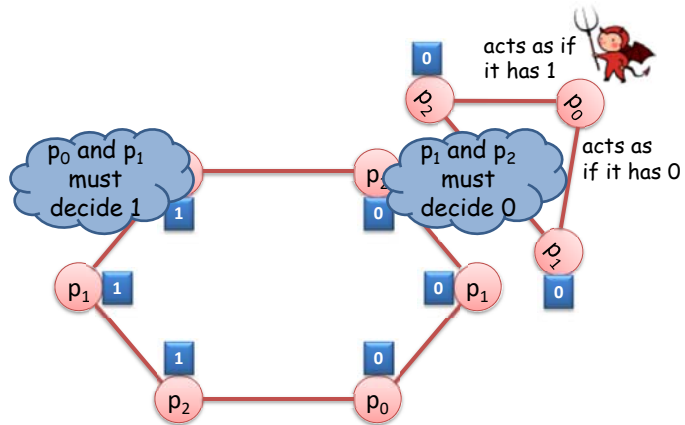 acts as if
it has 1
0
p2
p0
acts as
if it has 0
p0 and p1
must
decide 1
p1 and p2
must
decide 0
p2
1
0
p1
0
p1
1
0
p1
1
0
p2
p0